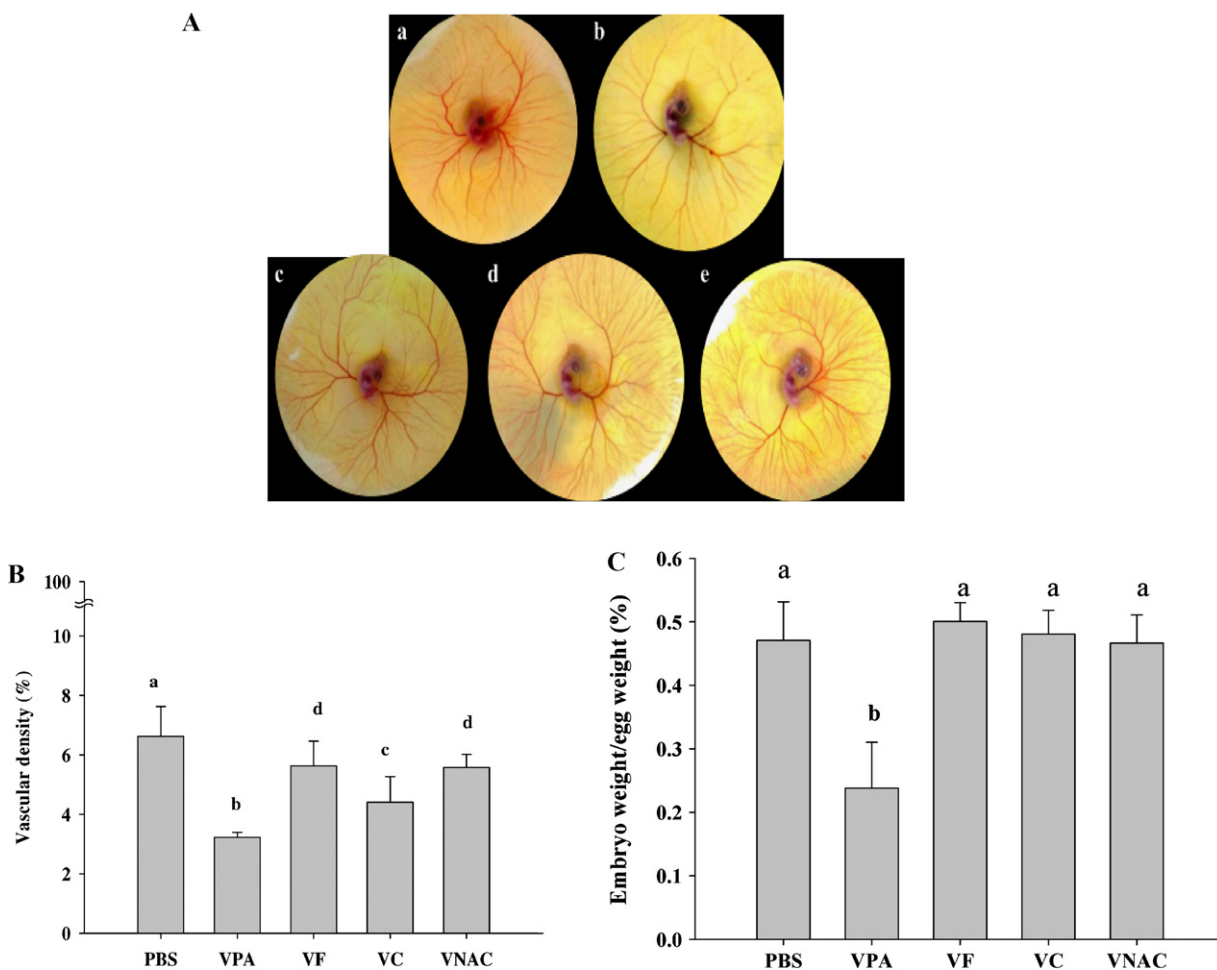 A
a
b
c
d
e
B
Vascular density (%)
100
10
8
6
4
2
0
a
b
d
c
d
PBS VPA VF VC VNAC
C
Embryo weight/egg weight (%)
0.6
0.5
0.4
0.3
0.2
0.1
0.0
a
b
a
a
a
PBS VPA VF VC VNAC